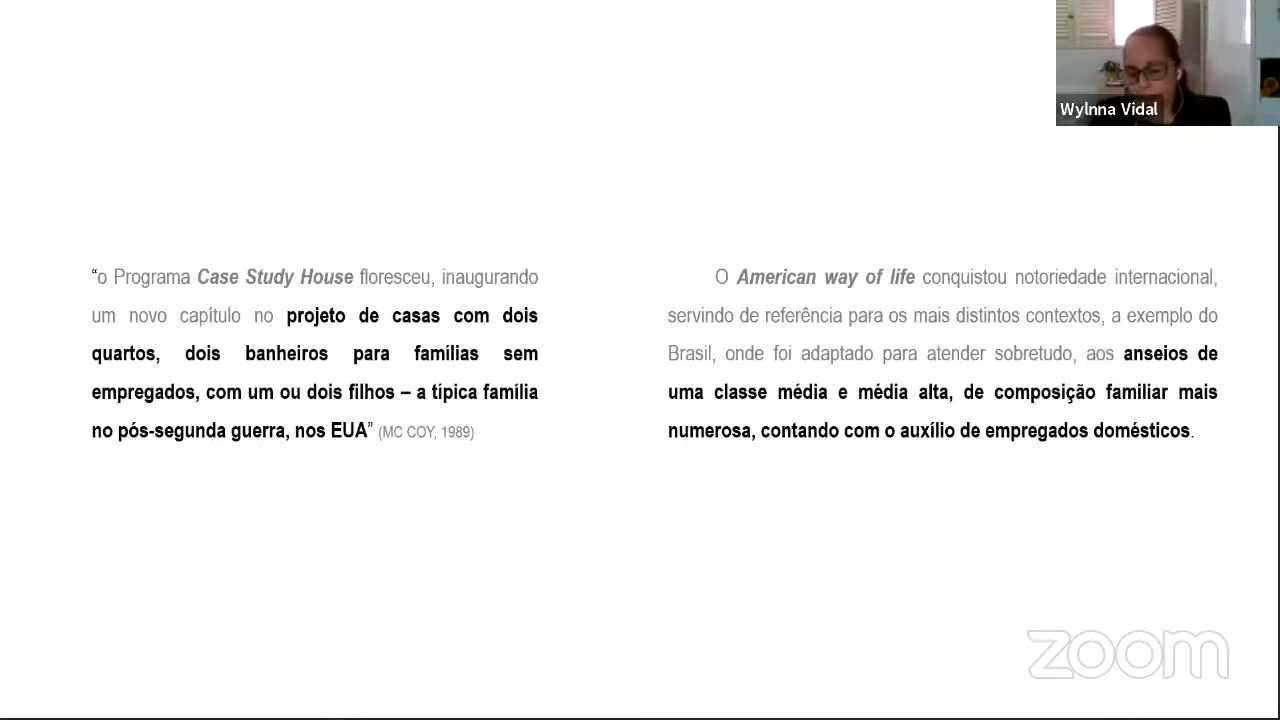 Wylnna Vidal
“o Programa Case Study House floresceu, inaugurando
um novo capítulo no projeto de casas com dois
quartos, dois banheiros para famílias sem
empregados, com um ou dois filhos – a típica família
no pós-segunda guerra, nos EUA” (MC COY, 1989)
O American way of life conquistou notoriedade internacional,
servindo de referência para os mais distintos contextos, a exemplo do
Brasil, onde foi adaptado para atender sobretudo, aos anseios de
uma classe média e média alta, de composição familiar mais
numerosa, contando com o auxílio de empregados domésticos.
zoom